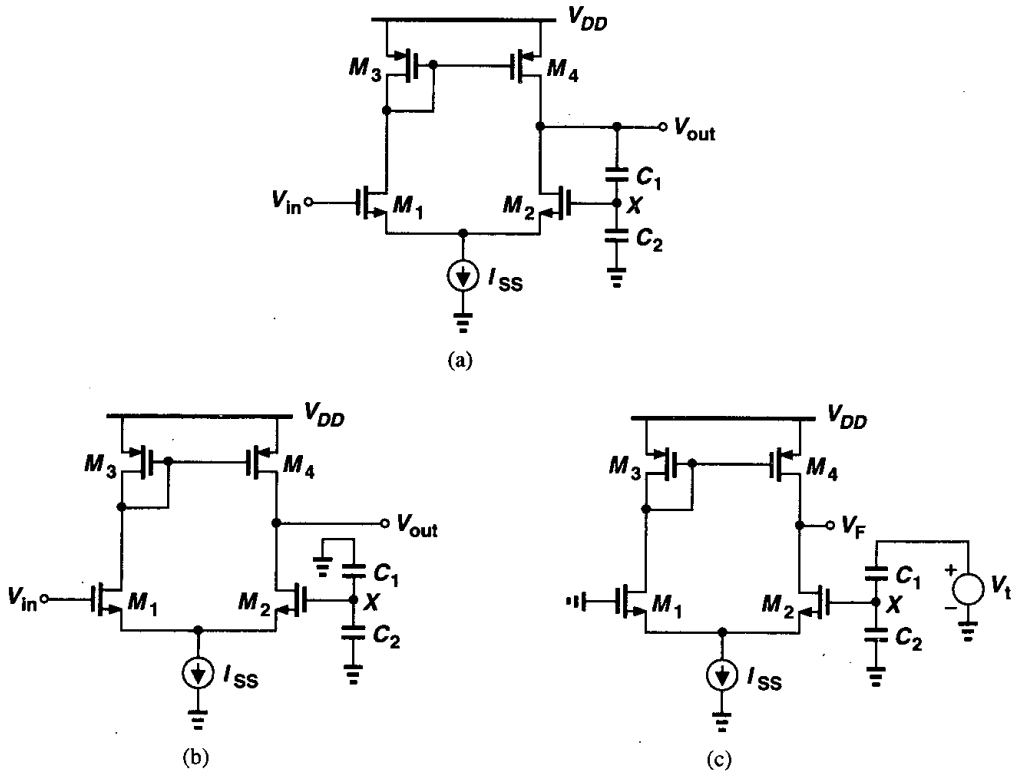 V_DD
M_3
M_4
V_out
C_1
V_in
M_1
M_2
X
C_2
I_SS
(a)
V_DD
M_3
M_4
V_out
C_1
V_in
M_1
M_2
X
C_2
I_SS
(b)
V_DD
M_3
M_4
V_F
C_1
+
V_t
M_1
M_2
X
−
C_2
I_SS
(c)